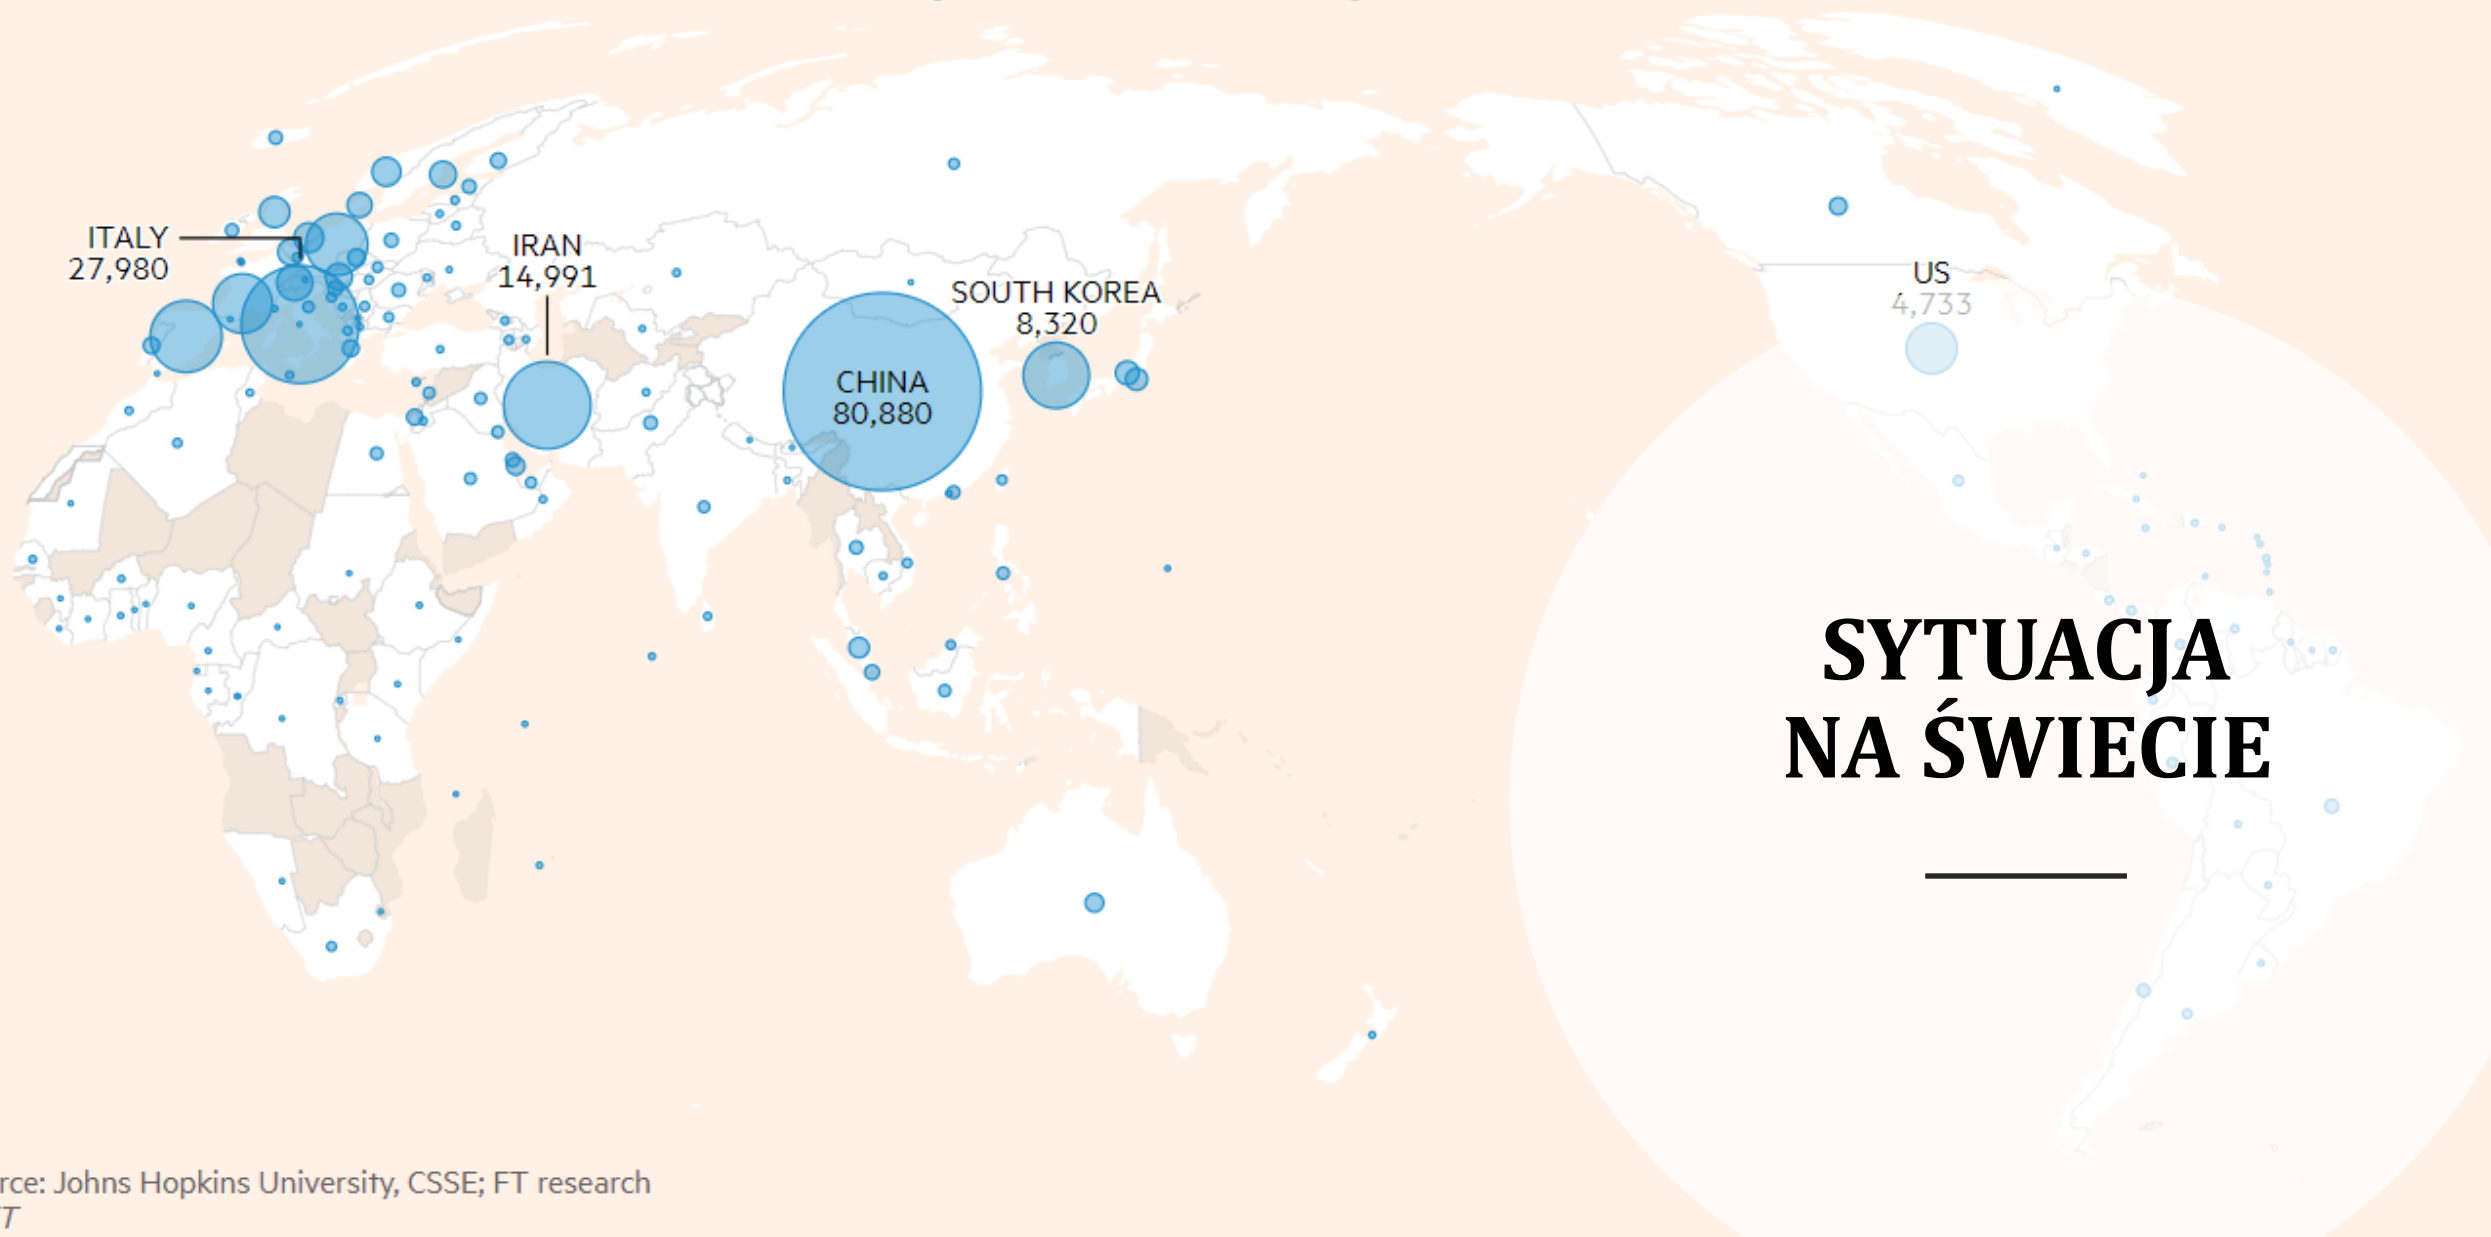 ITALY
27,980
IRAN
14,991
SOUTH KOREA
8,320
CHINA
80,880
US
4,733
SYTUACJA
NA ŚWIECIE
rce: Johns Hopkins University, CSSE; FT research
T